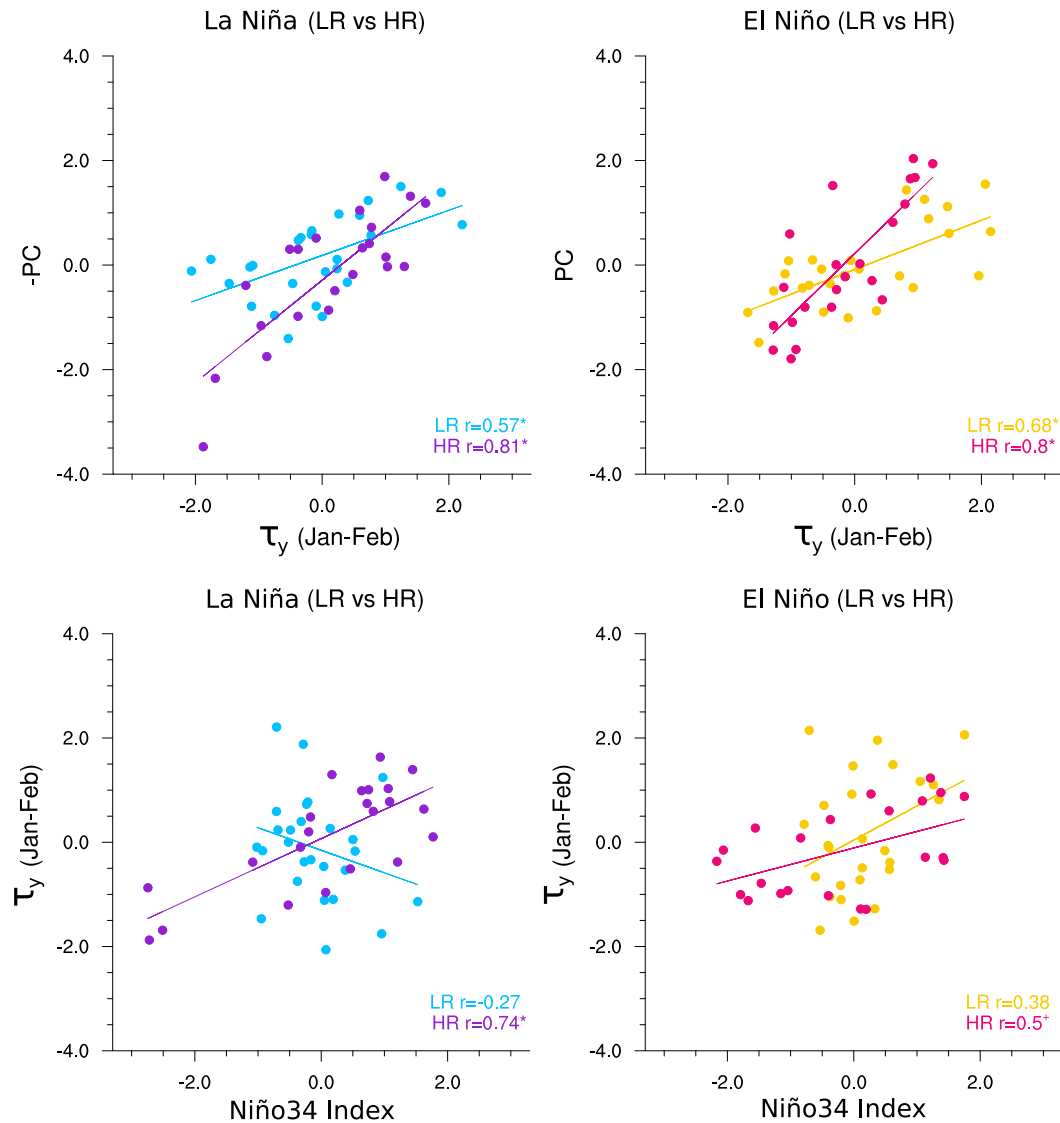 La Niña (LR vs HR)
4.0
2.0
0.0
-2.0
-4.0
-PC
LR r=0.57*
HR r=0.81*
-2.0 0.0 2.0
τy (Jan-Feb)
El Niño (LR vs HR)
4.0
2.0
0.0
-2.0
-4.0
PC
LR r=0.68*
HR r=0.8*
-2.0 0.0 2.0
τy (Jan-Feb)
La Niña (LR vs HR)
4.0
2.0
0.0
-2.0
-4.0
τy (Jan-Feb)
LR r=-0.27
HR r=0.74*
-2.0 0.0 2.0
Niño34 Index
El Niño (LR vs HR)
4.0
2.0
0.0
-2.0
-4.0
τy (Jan-Feb)
LR r=0.38
HR r=0.5+
-2.0 0.0 2.0
Niño34 Index